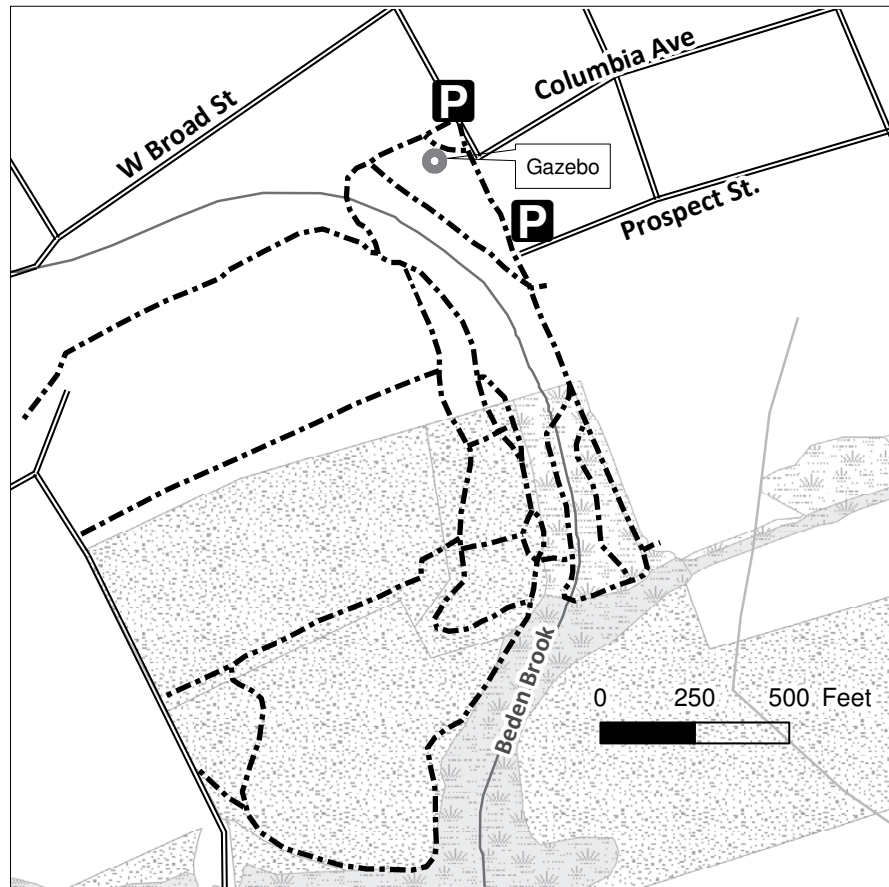 W Broad St
Columbia Ave
P
Gazebo
P
Prospect St.
Beden Brook
0 250 500 Feet